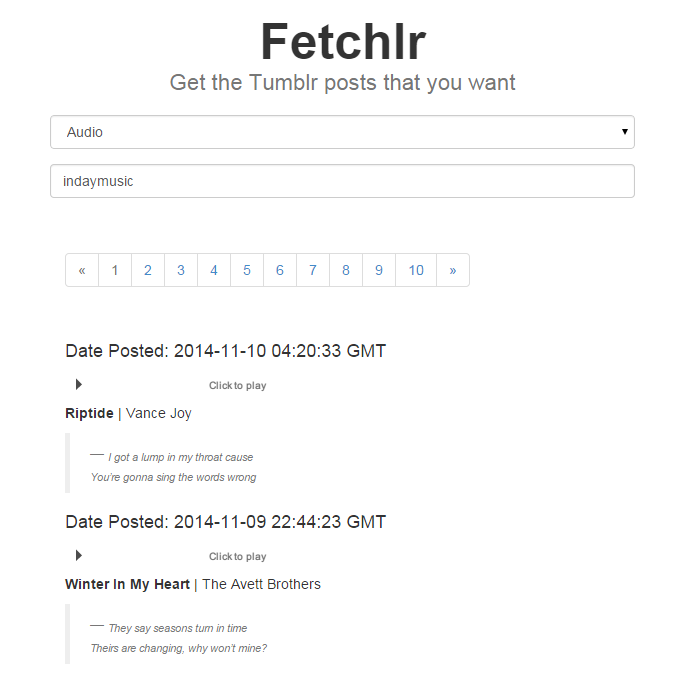 Fetchlr
Get the Tumblr posts that you want
Audio
indaymusic
« 1 2 3 4 5 6 7 8 9 10 »
Date Posted: 2014-11-10 04:20:33 GMT
Click to play
Riptide | Vance Joy
— I got a lump in my throat cause
You're gonna sing the words wrong
Date Posted: 2014-11-09 22:44:23 GMT
Click to play
Winter In My Heart | The Avett Brothers
— They say seasons turn in time
Theirs are changing, why won't mine?